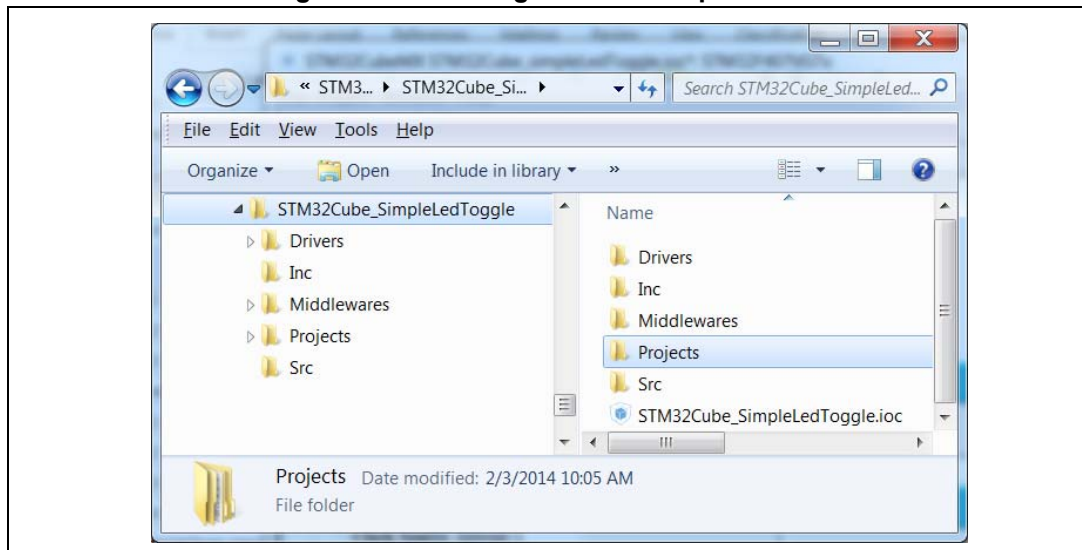 « STM3... STM32Cube_Si...
Search STM32Cube_SimpleLed...
File Edit View Tools Help
Organize Open Include in library »
STM32Cube_SimpleLedToggle
Drivers
Inc
Middlewares
Projects
Src
Name
Drivers
Inc
Middlewares
Projects
Src
STM32Cube_SimpleLedToggle.ioc
Projects Date modified: 2/3/2014 10:05 AM
File folder